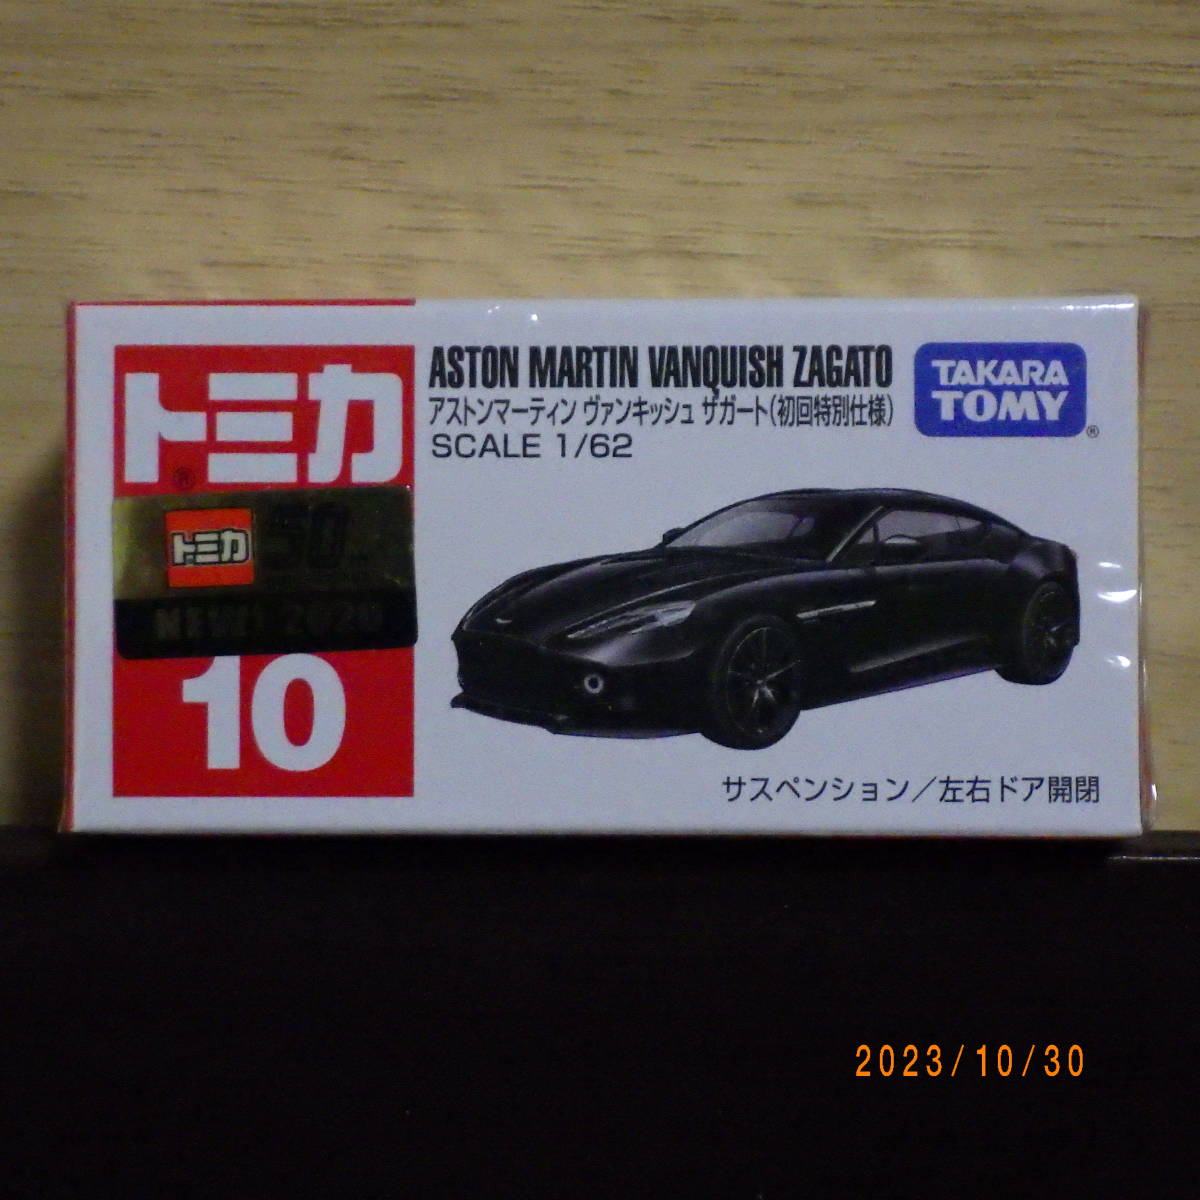 トミカ®
ASTON MARTIN VANQUISH ZAGATO
アストンマーティン ヴァンキッシュ ザガート(初回特別仕様)
SCALE 1/62
TAKARA
TOMY®
トミカ 50
NEW! 2020
10
サスペンション/左右ドア開閉
2023/10/30